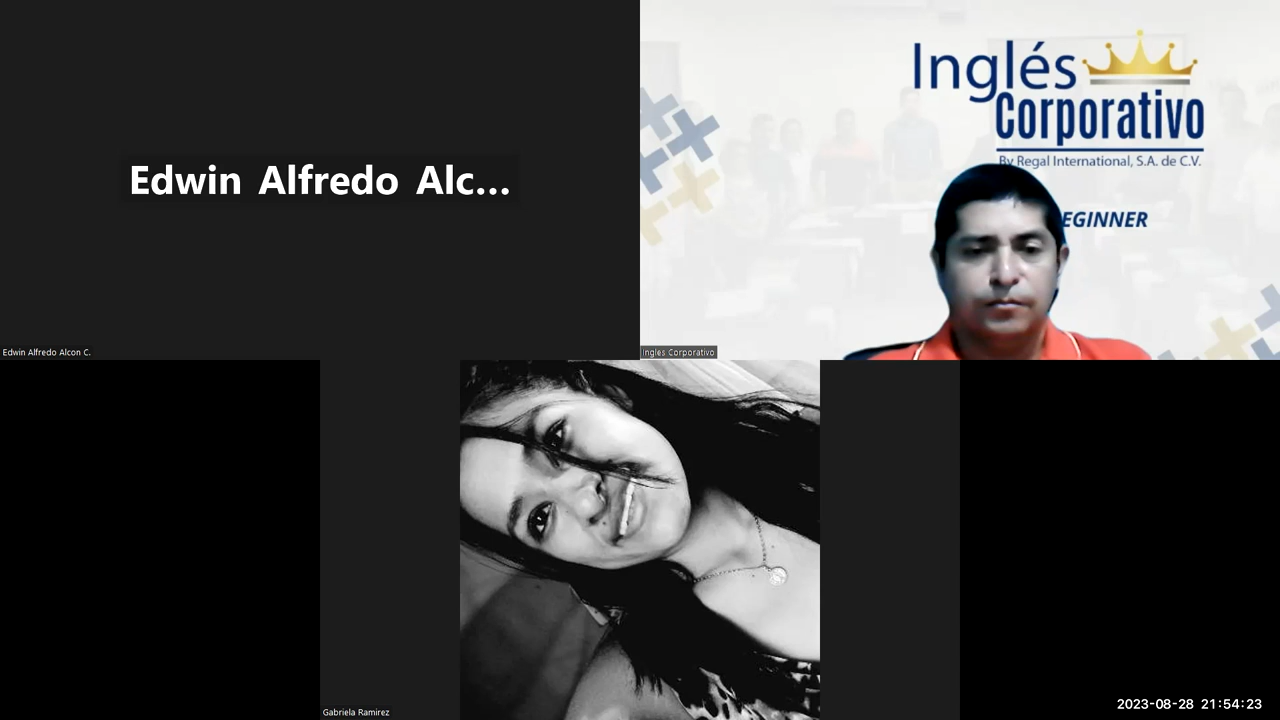 Edwin Alfredo Alc...
Edwin Alfredo Alcon C.
Inglés
Corporativo
By Regal International, S.A. de C.V.
EGINNER
Ingles Corporativo
Gabriela Ramirez
2023-08-28 21:54:23